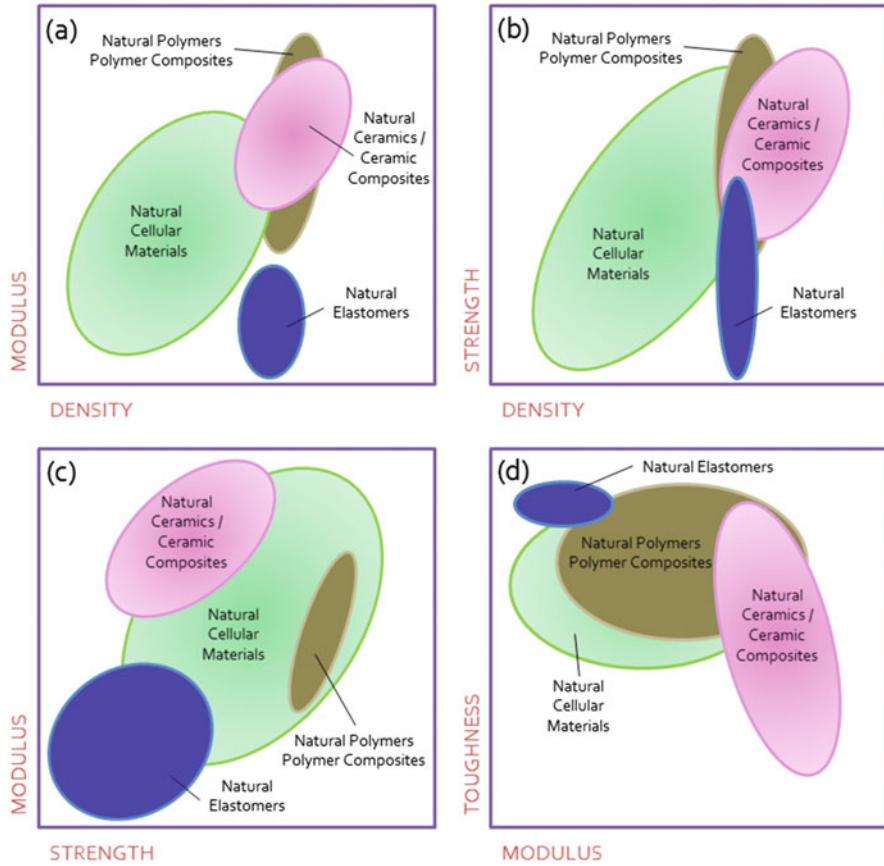 (a)
Natural Polymers
Polymer Composites
Natural
Ceramics /
Ceramic
Composites
Natural
Cellular
Materials
Natural
Elastomers
MODULUS
DENSITY
(b)
Natural Polymers
Polymer Composites
Natural
Ceramics /
Ceramic
Composites
Natural
Cellular
Materials
Natural
Elastomers
STRENGTH
DENSITY
(c)
Natural
Ceramics /
Ceramic
Composites
Natural
Cellular
Materials
Natural Polymers
Polymer Composites
Natural
Elastomers
MODULUS
STRENGTH
(d)
Natural Elastomers
Natural Polymers
Polymer Composites
Natural
Ceramics /
Ceramic
Composites
Natural
Cellular
Materials
TOUGHNESS
MODULUS